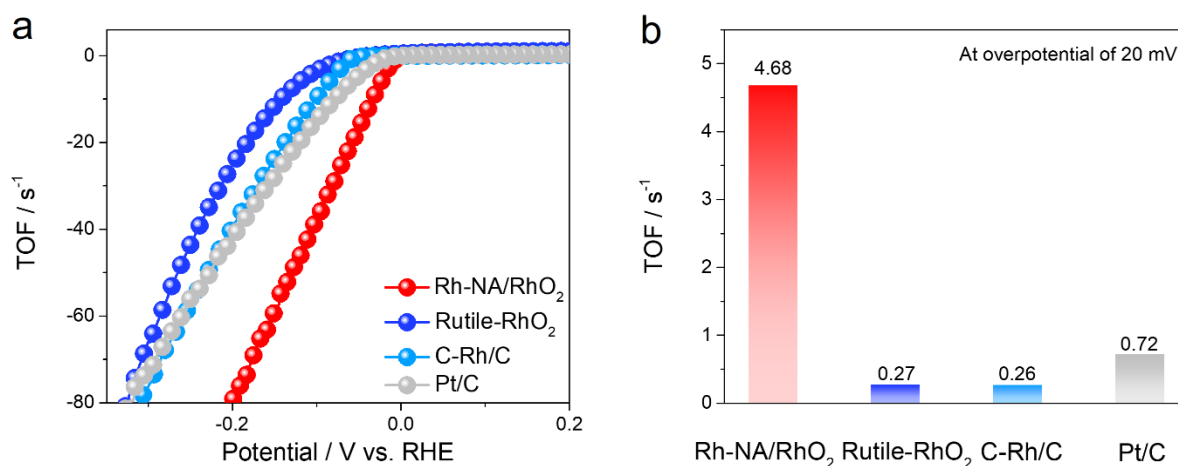 a
0
-20
-40
-60
-80
-0.2
0.0
0.2
TOF / s⁻¹
Potential / V vs. RHE
Rh-NA/RhO₂
Rutile-RhO₂
C-Rh/C
Pt/C
b
At overpotential of 20 mV
5
4
3
2
1
0
TOF / s⁻¹
4.68
0.27
0.26
0.72
Rh-NA/RhO₂ Rutile-RhO₂ C-Rh/C Pt/C